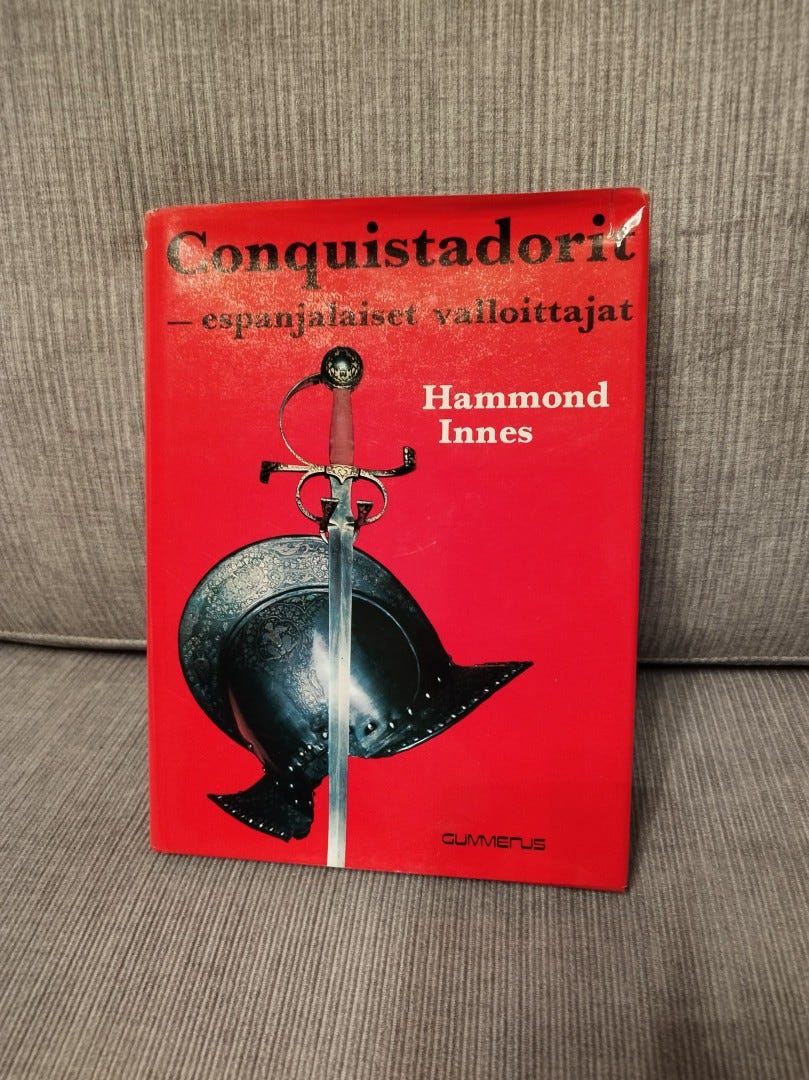 Conquistadorit
– espanjalaiset valloittajat
Hammond
Innes
GUMMERUS